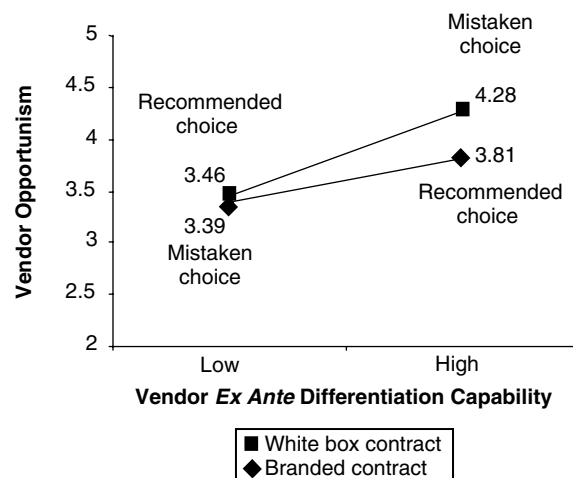 5
4.5
4
3.5
3
2.5
2
Vendor Opportunism
Recommended
choice
3.46
3.39
Mistaken
choice
Mistaken
choice
4.28
3.81
Recommended
choice
Low
High
Vendor Ex Ante Differentiation Capability
White box contract
Branded contract